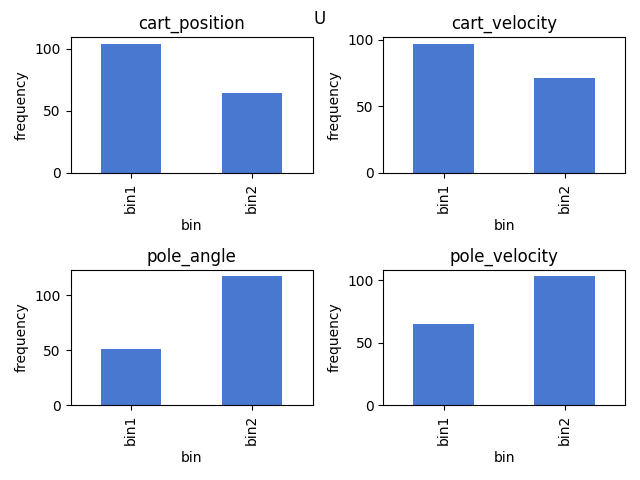 U
cart_position
frequency
100
50
0
bin1
bin2
bin
cart_velocity
frequency
100
50
0
bin1
bin2
bin
pole_angle
frequency
100
50
0
bin1
bin2
bin
pole_velocity
frequency
100
50
0
bin1
bin2
bin